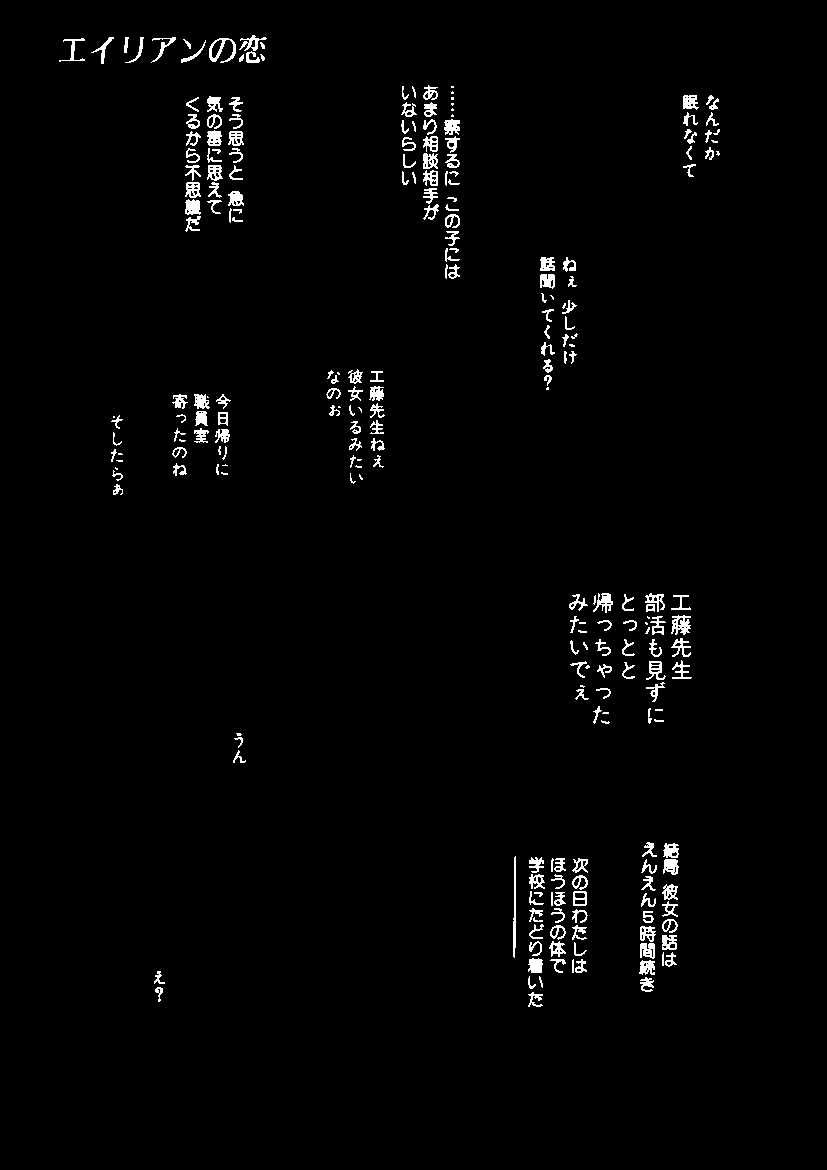 エイリアンの恋
なんだか
眠れなくて
ねぇ 少しだけ
話聞いてくれる？
……察するに この子には
あまり相談相手が
いないらしい
そう思うと 急に
気の毒に思えて
くるから不思議だ
工藤先生ねぇ
彼女いるみたい
なのぉ
今日帰りに
職員室
寄ったのね
そしたらぁ
工藤先生
部活も見ずに
とっとと
帰っちゃった
みたいでぇ
うん
結局 彼女の話は
えんえん5時間続き
次の日わたしは
ほうほうの体で
学校にたどり着いた
え？